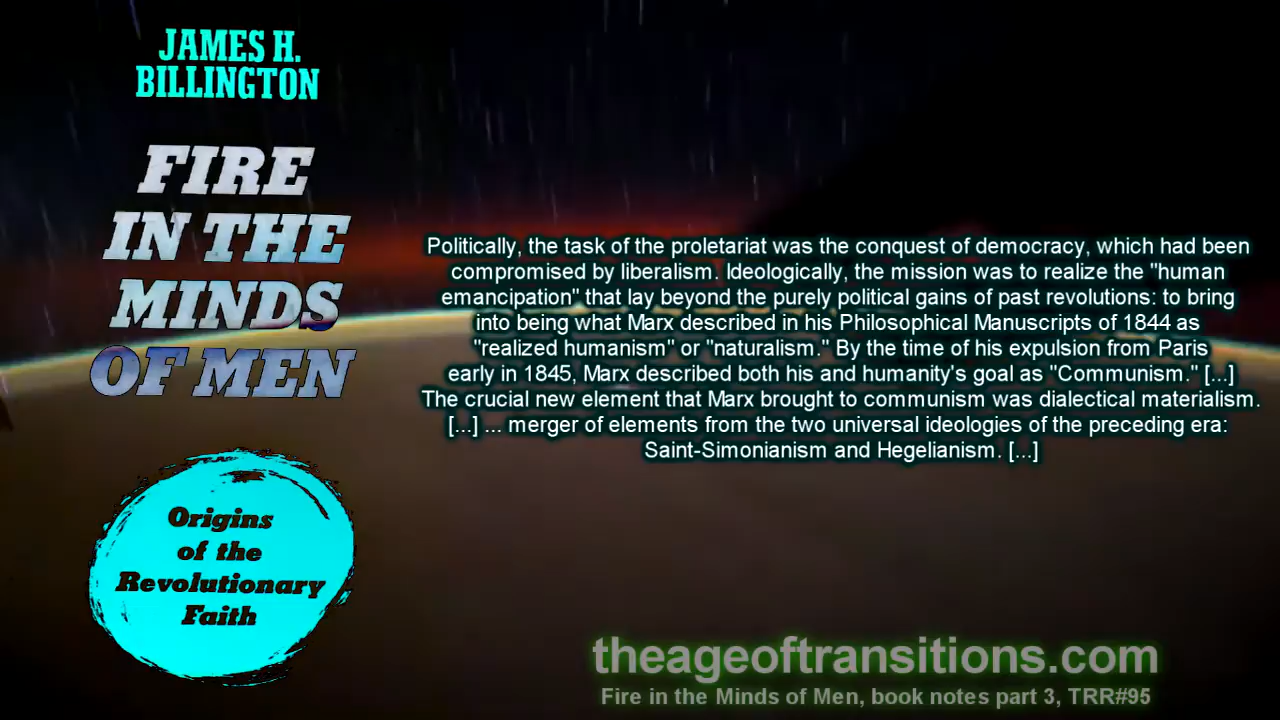 JAMES H.
BILLINGTON
FIRE
IN THE
MINDS
OF MEN
Origins
of the
Revolutionary
Faith
Politically, the task of the proletariat was the conquest of democracy, which had been
compromised by liberalism. Ideologically, the mission was to realize the "human
emancipation" that lay beyond the purely political gains of past revolutions: to bring
into being what Marx described in his Philosophical Manuscripts of 1844 as
"realized humanism" or "naturalism." By the time of his expulsion from Paris
early in 1845, Marx described both his and humanity's goal as "Communism." [...]
The crucial new element that Marx brought to communism was dialectical materialism.
[...] ... merger of elements from the two universal ideologies of the preceding era:
Saint-Simonianism and Hegelianism. [...]
theageoftransitions.com
Fire in the Minds of Men, book notes part 3, TRR#95